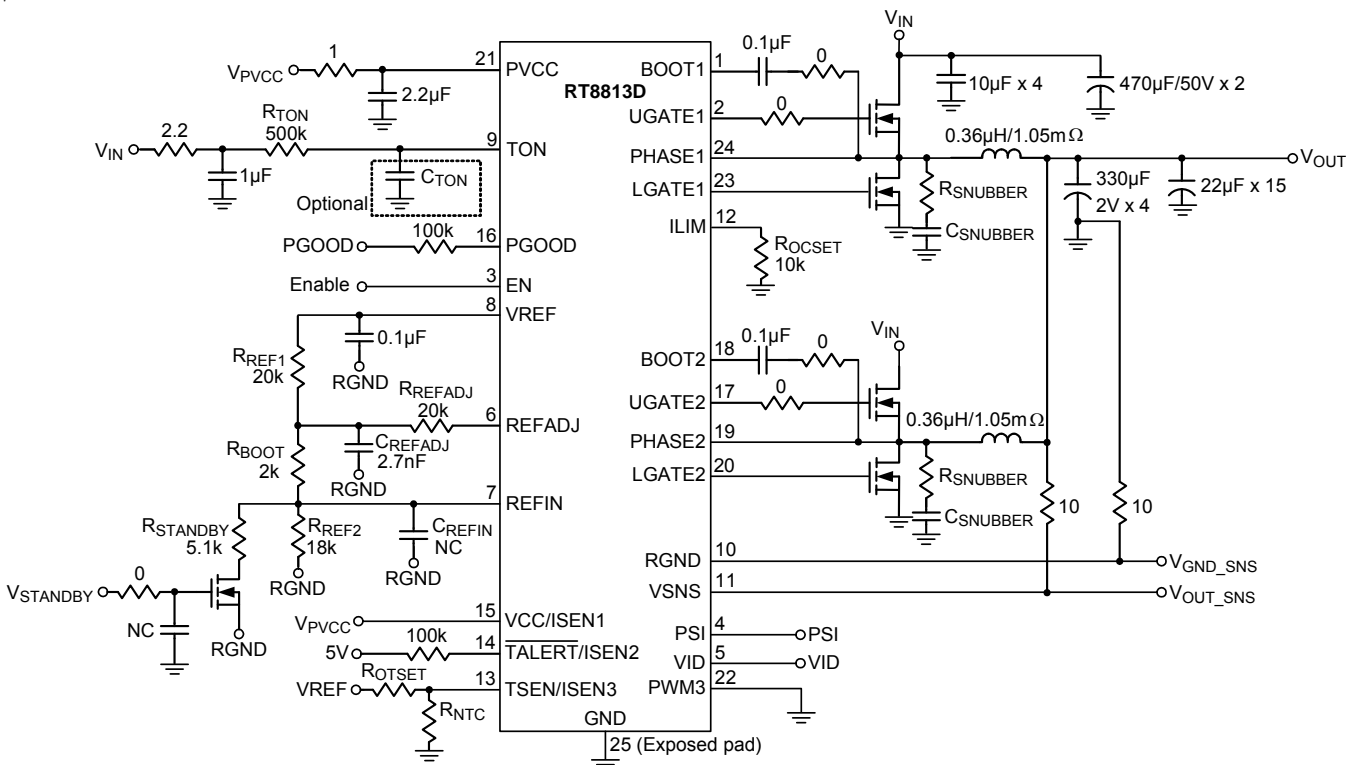 V_IN
V_PVCC
1
21
PVCC
2.2µF
RT8813D
BOOT1
1
0.1µF
0
10µF x 4
470µF/50V x 2
UGATE1
2
0
V_IN
2.2
R_TON
500k
9
TON
1µF
C_TON
Optional
PHASE1
24
0.36µH/1.05mΩ
V_OUT
LGATE1
23
R_SNUBBER
C_SNUBBER
330µF
2V x 4
22µF x 15
ILIM
12
R_OCSET
10k
PGOOD
100k
16
PGOOD
Enable
3
EN
8
VREF
0.1µF
RGND
R_REF1
20k
R_REFADJ
20k
6
REFADJ
C_REFADJ
2.7nF
RGND
R_BOOT
2k
7
REFIN
R_STANDBY
5.1k
R_REF2
18k
RGND
C_REFIN
NC
RGND
V_STANDBY
0
NC
RGND
BOOT2
18
0.1µF
0
V_IN
UGATE2
17
0
PHASE2
19
0.36µH/1.05mΩ
LGATE2
20
R_SNUBBER
C_SNUBBER
10
10
RGND
10
V_GND_SNS
VSNS
11
V_OUT_SNS
V_PVCC
15
VCC/ISEN1
5V
100k
14
TALERT/ISEN2
VREF
R_OTSET
13
TSEN/ISEN3
R_NTC
PSI
4
PSI
VID
5
VID
PWM3
22
GND
25 (Exposed pad)